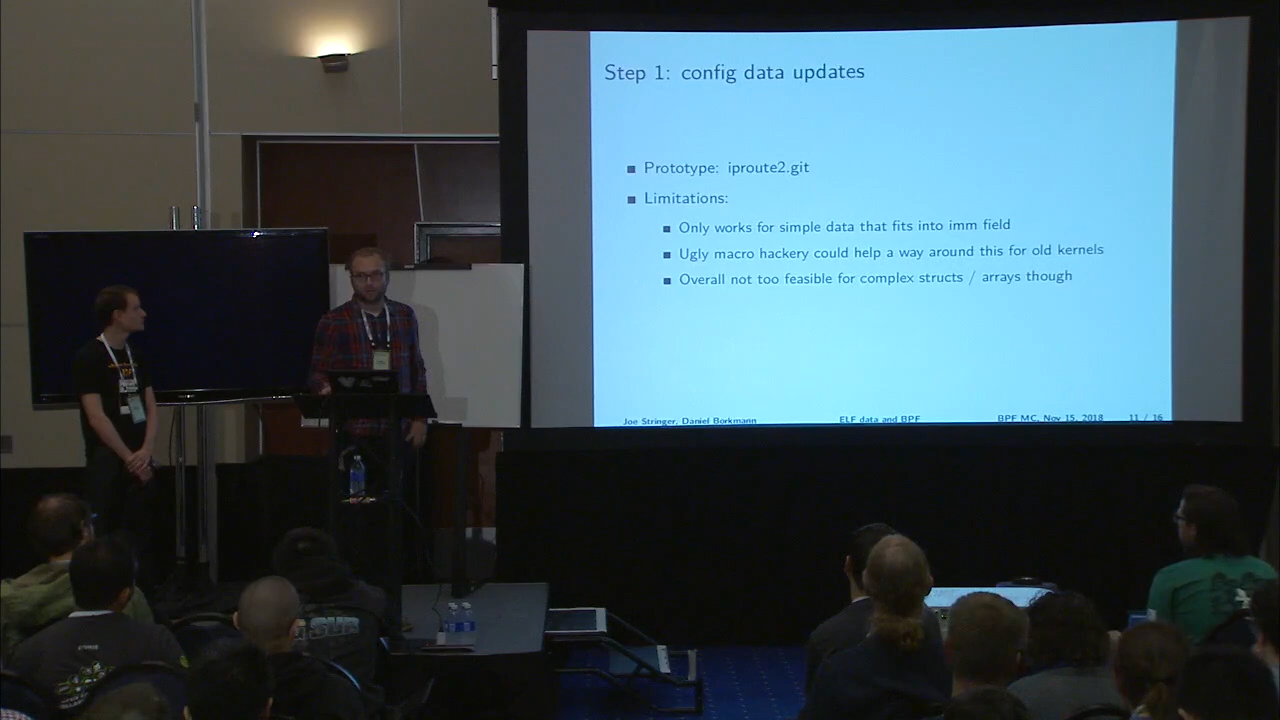 Step 1: config data updates
Prototype: iproute2.git
Limitations:
Only works for simple data that fits into imm field
Ugly macro hackery could help a way around this for old kernels
Overall not too feasible for complex structs / arrays though
Joe Stringer, Daniel Borkmann ELF data and BPF BPF MC, Nov 15, 2018 11 / 16